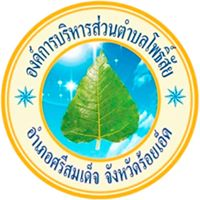 องค์การบริหารส่วนตำบลโพธิ์สัย
อำเภอศรีสมเด็จ จังหวัดร้อยเอ็ด